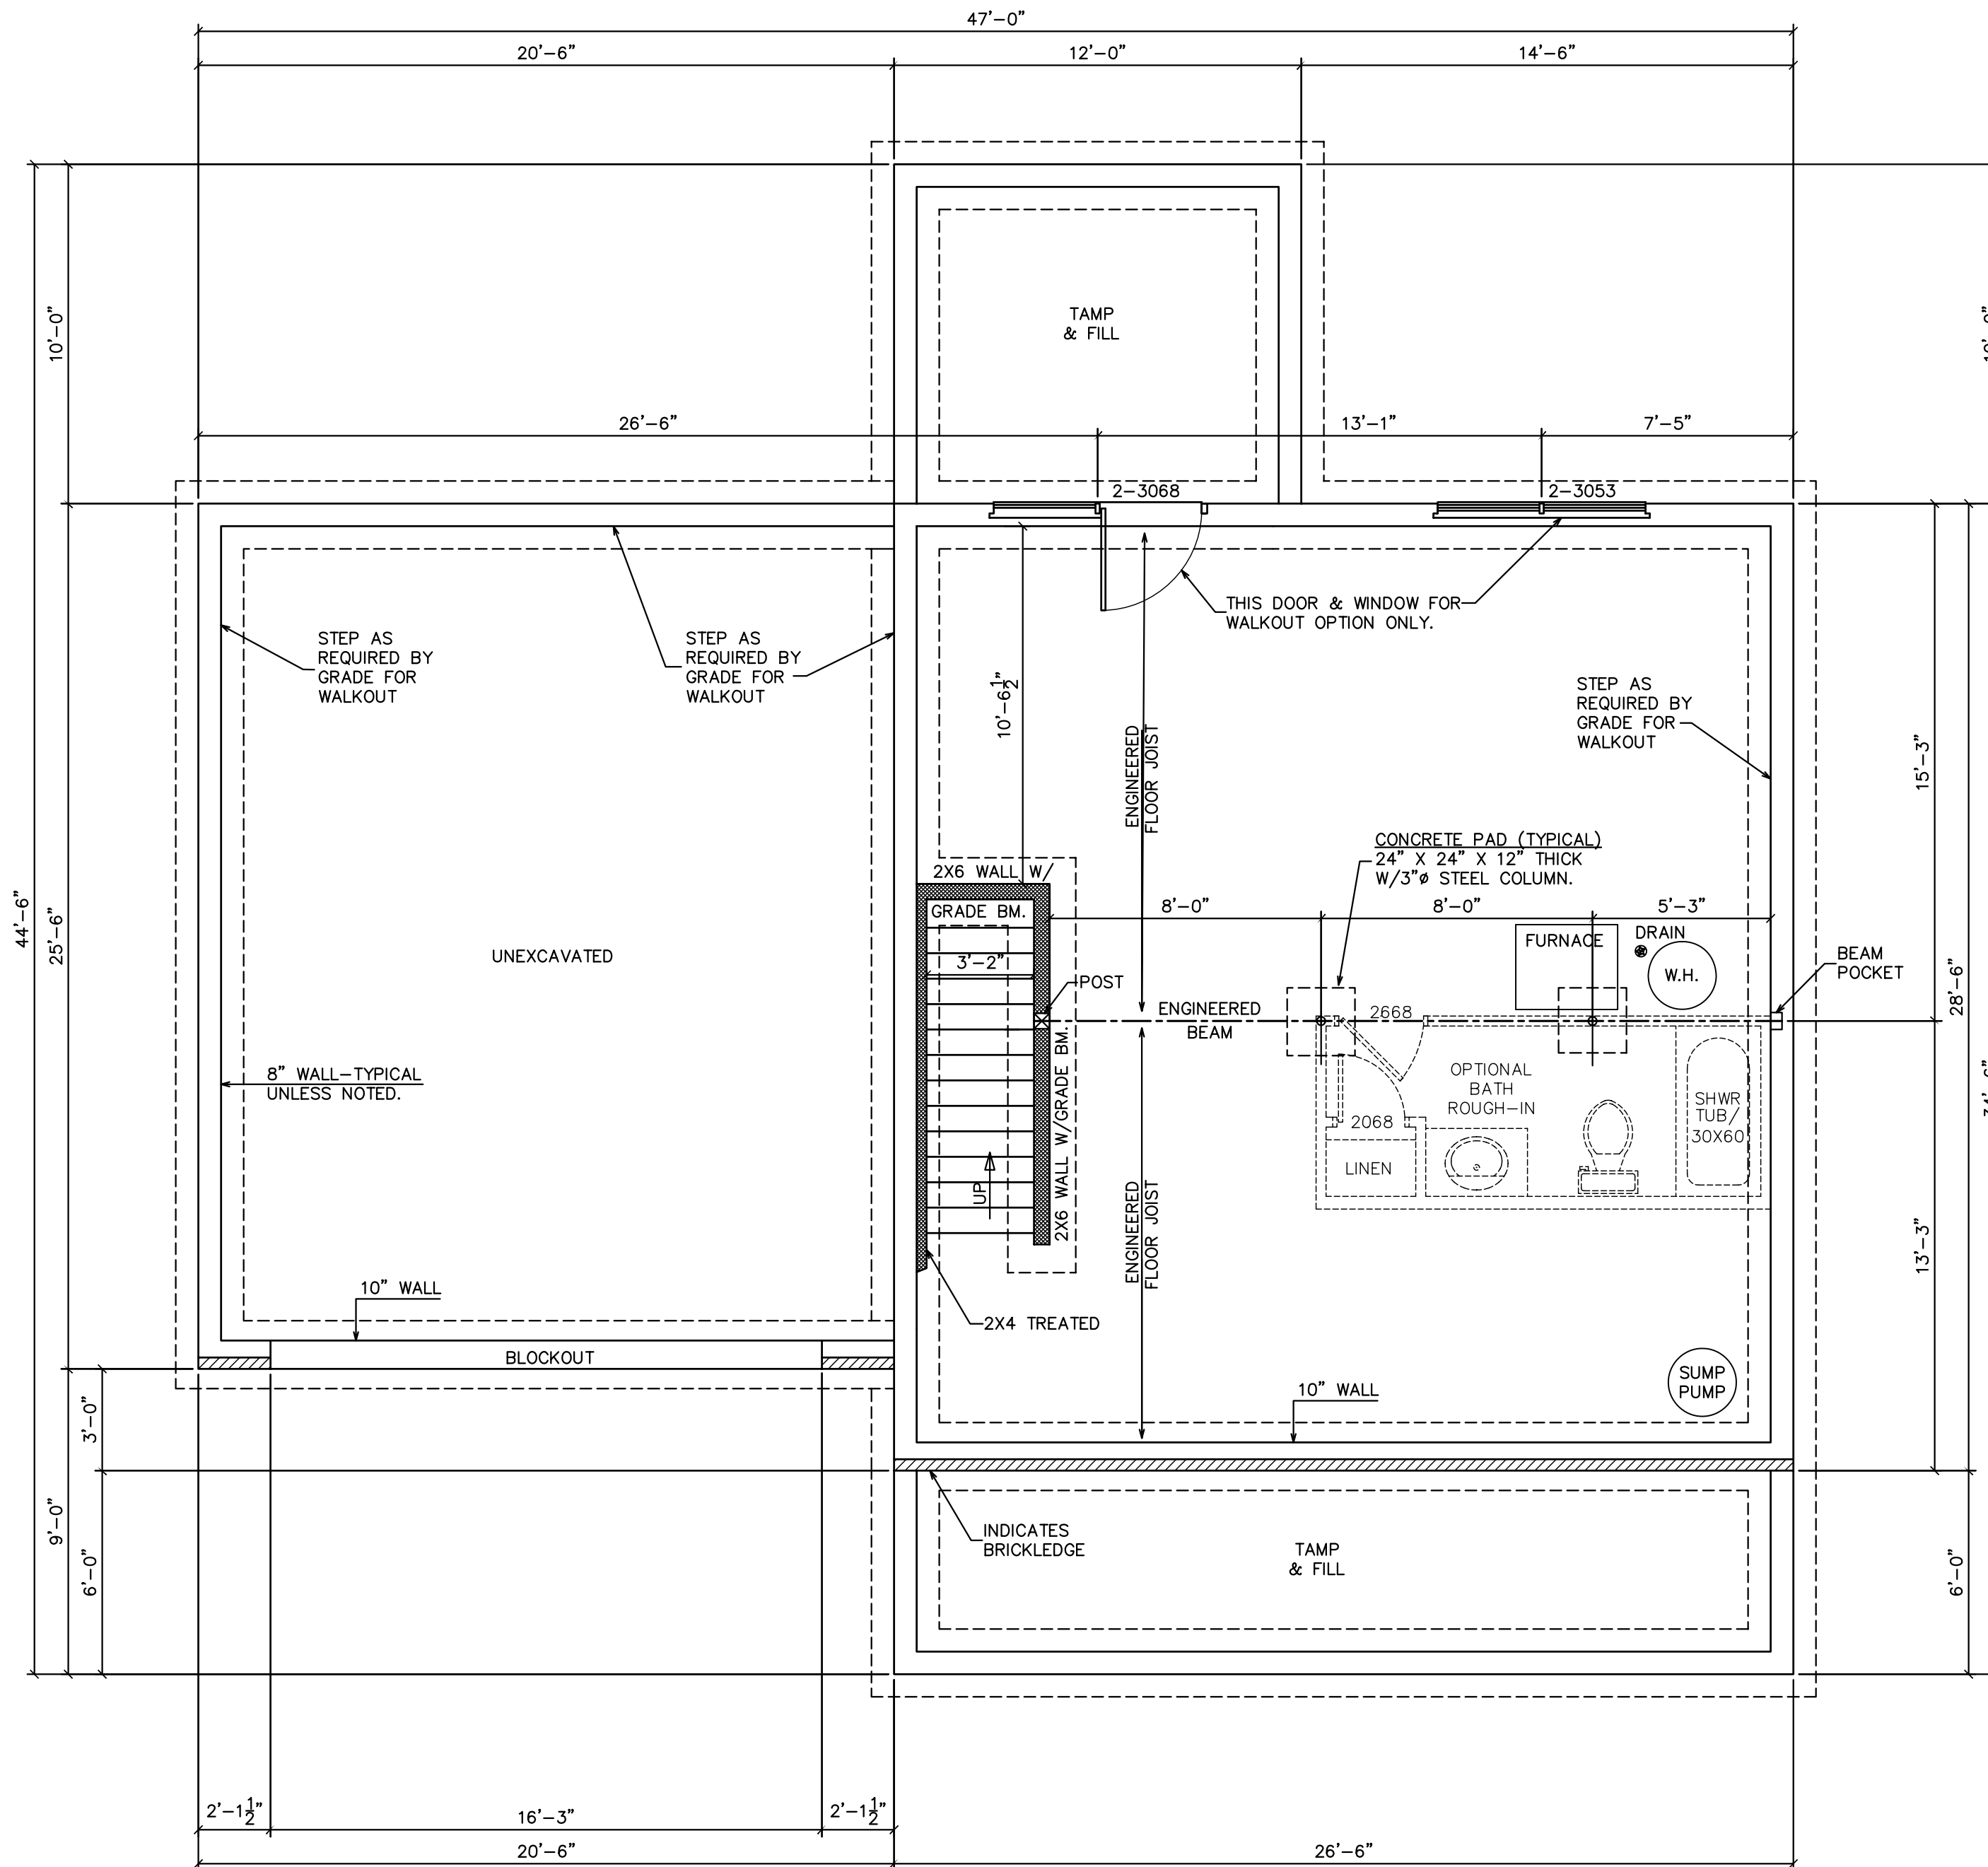 47'-0"
20'-6"
12'-0"
14'-6"
TAMP
& FILL
10'-0"
26'-6"
13'-1"
7'-5"
2-3068
2-3053
THIS DOOR & WINDOW FOR
WALKOUT OPTION ONLY.
STEP AS
REQUIRED BY
GRADE FOR
WALKOUT
STEP AS
REQUIRED BY
GRADE FOR
WALKOUT
STEP AS
REQUIRED BY
GRADE FOR
WALKOUT
10'-6 1/2"
ENGINEERED
FLOOR JOIST
15'-3"
CONCRETE PAD (TYPICAL)
24" X 24" X 12" THICK
W/3"ø STEEL COLUMN.
2X6 WALL W/
GRADE BM.
8'-0"
8'-0"
5'-3"
44'-6"
25'-6"
UNEXCAVATED
3'-2"
POST
FURNACE
DRAIN
W.H.
BEAM
POCKET
28'-6"
ENGINEERED
BEAM
2668
8" WALL-TYPICAL
UNLESS NOTED.
2X6 WALL W/GRADE BM.
OPTIONAL
BATH
ROUGH-IN
SHWR
TUB/
30X60
2068
LINEN
UP
ENGINEERED
FLOOR JOIST
13'-3"
10" WALL
2X4 TREATED
BLOCKOUT
SUMP
PUMP
10" WALL
3'-0"
9'-0"
6'-0"
INDICATES
BRICKLEDGE
TAMP
& FILL
6'-0"
2'-1 1/2"
16'-3"
2'-1 1/2"
20'-6"
26'-6"